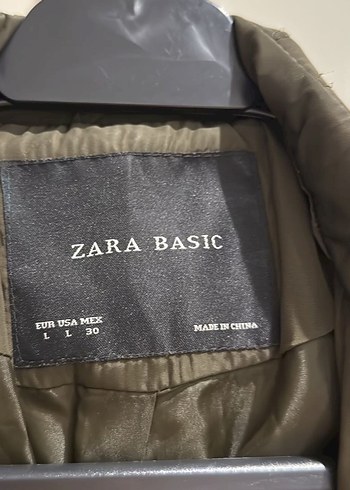 ZARA BASIC
EUR USA MEX
L L 30
MADE IN CHINA